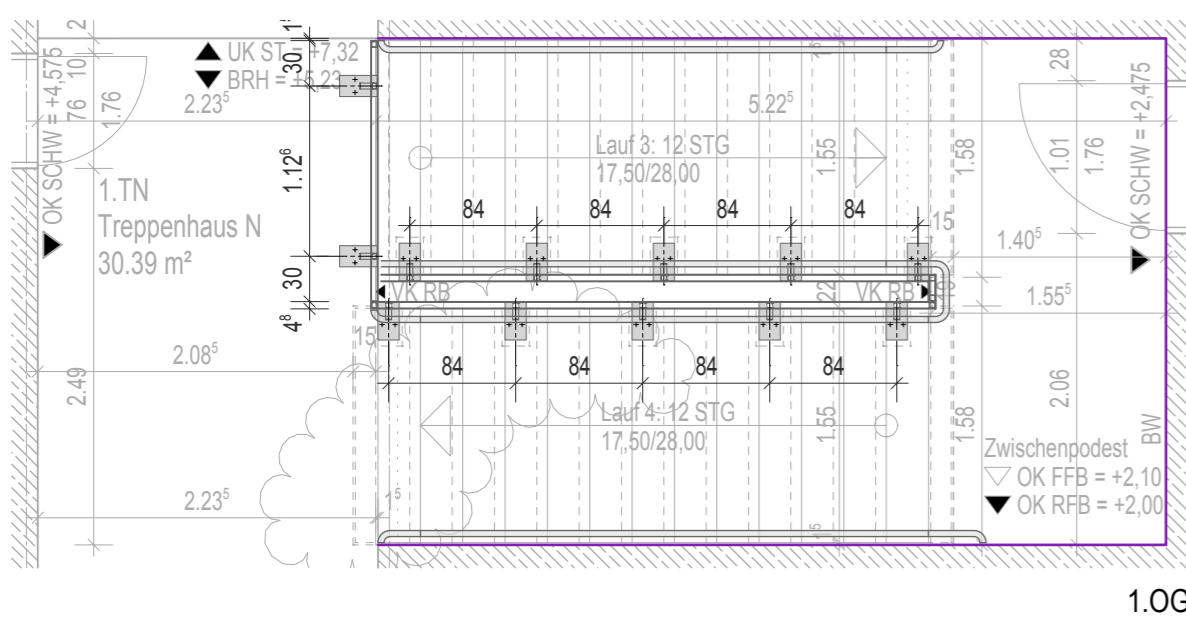 UK ST = +7,32
BRH = +5,23
2.23⁵
5.22⁵
OK SCHW = +4,575
76
10
1.76
30
1.12⁶
30
4⁸
1.TN
Treppenhaus N
30.39 m²
Lauf 3: 12 STG
17,50/28,00
1.55
1.58
28
1.01
1.76
OK SCHW = +2,475
84
84
84
84
15
1.40⁵
VK RB
22
VK RB
1.55⁵
15
2.08⁵
2.49
84
84
84
84
Lauf 4: 12 STG
17,50/28,00
1.55
1.58
2.06
BW
Zwischenpodest
OK FFB = +2,10
OK RFB = +2,00
2.23⁵
1⁵
1.OG